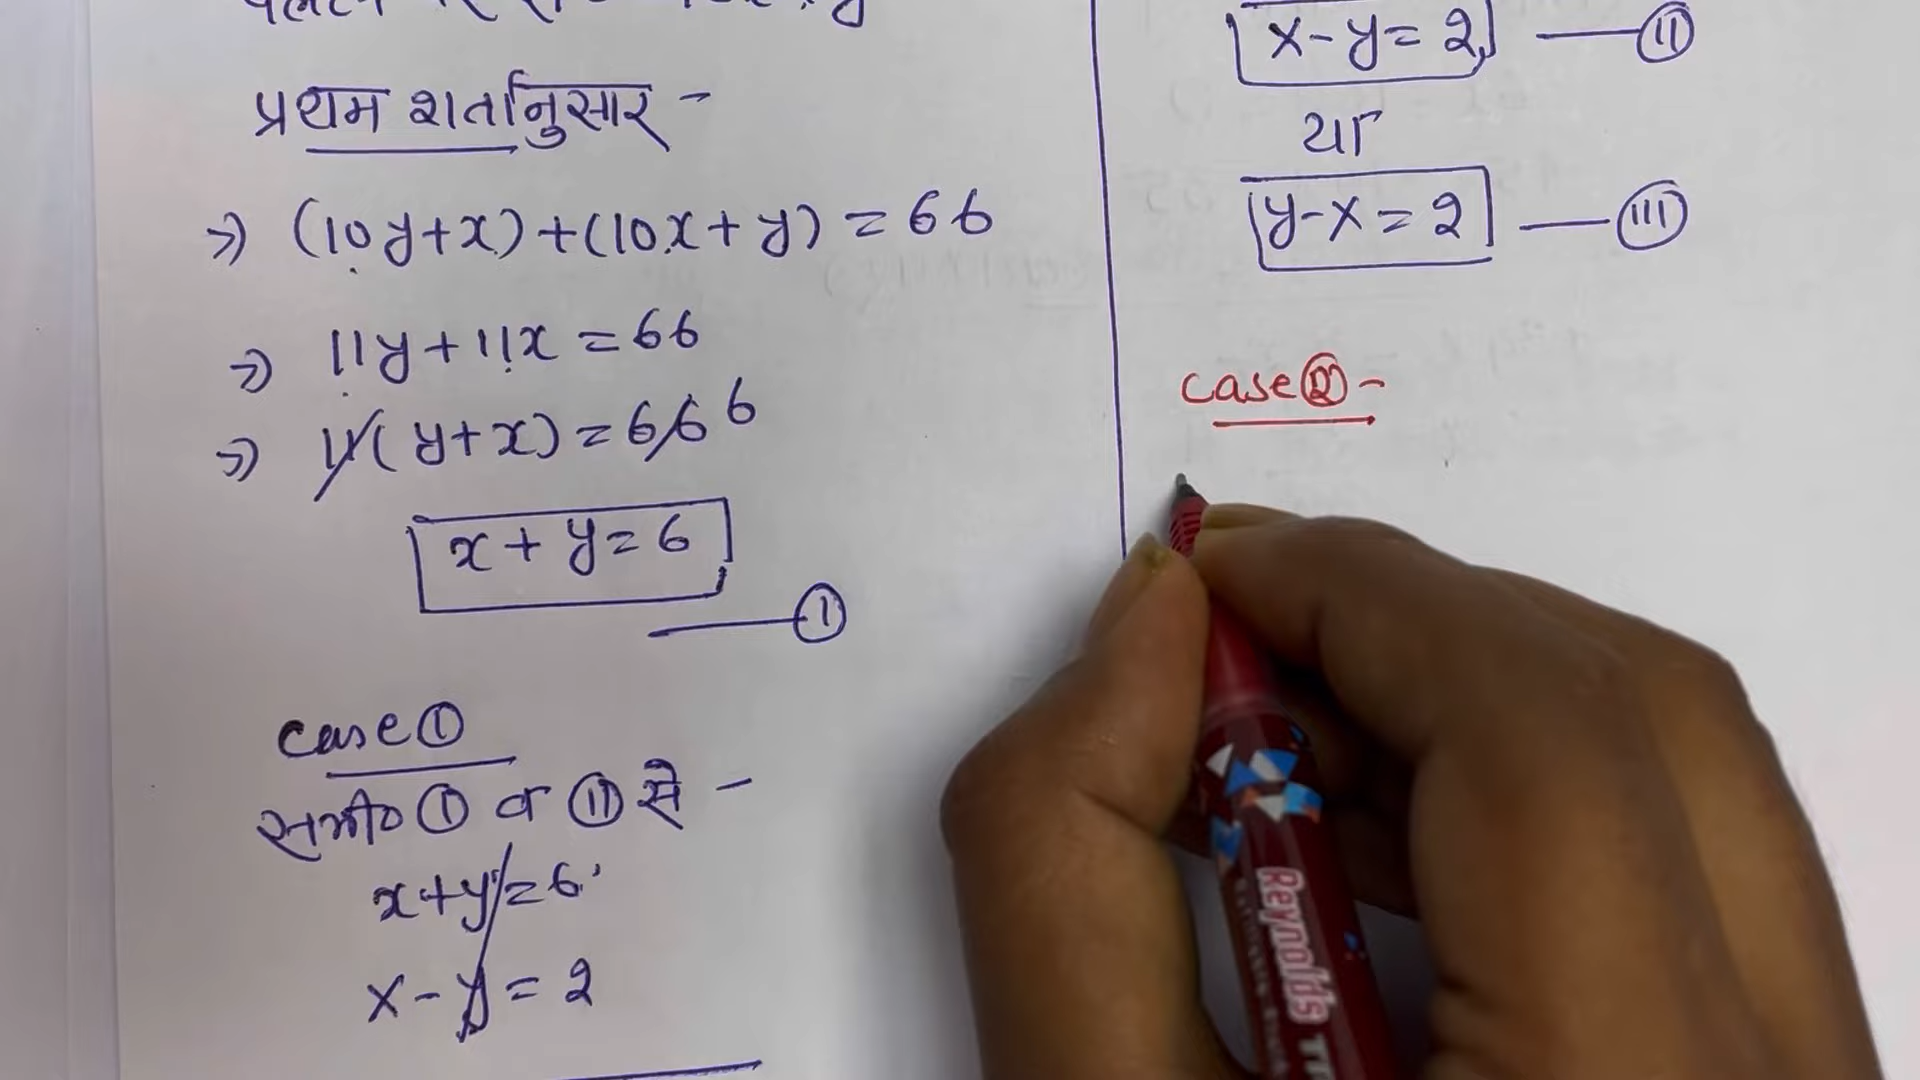 प्रथम शर्तानुसार -
=> (10y+x)+(10x+y) = 66
=> 11y+11x = 66
=> 11(y+x) = 66 6
x+y=6
①
case ①
समी० ① व ⑪ से -
x+y=6
x-y=2
x-y=2 — ⑪
या
y-x=2 — ⑪I
case ② -
Reynolds